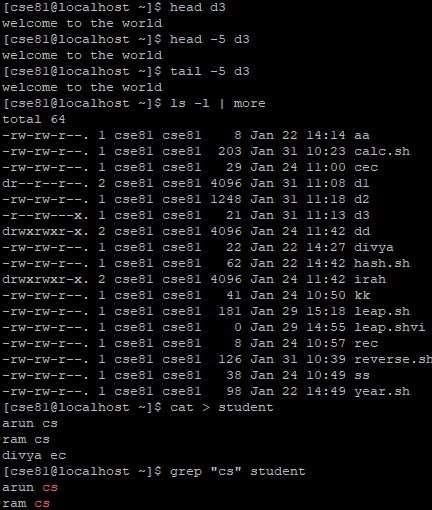 [cse81@localhost ~]$ head d3
welcome to the world
[cse81@localhost ~]$ head -5 d3
welcome to the world
[cse81@localhost ~]$ tail -5 d3
welcome to the world
[cse81@localhost ~]$ ls -l | more
total 64
-rw-rw-r--. 1 cse81 cse81    8 Jan 22 14:14 aa
-rw-rw-r--. 1 cse81 cse81  203 Jan 31 10:23 calc.sh
-rw-rw-r--. 1 cse81 cse81   29 Jan 24 11:00 cec
dr--r--r--. 2 cse81 cse81 4096 Jan 31 11:08 d1
-rw-rw-r--. 1 cse81 cse81 1248 Jan 31 11:18 d2
-r--rw---x. 1 cse81 cse81   21 Jan 31 11:13 d3
drwxrwxr-x. 2 cse81 cse81 4096 Jan 24 11:42 dd
-rw-rw-r--. 1 cse81 cse81   22 Jan 22 14:27 divya
-rw-rw-r--. 1 cse81 cse81   62 Jan 22 14:42 hash.sh
drwxrwxr-x. 2 cse81 cse81 4096 Jan 24 11:42 irah
-rw-rw-r--. 1 cse81 cse81   41 Jan 24 10:50 kk
-rw-rw-r--. 1 cse81 cse81  181 Jan 29 15:18 leap.sh
-rw-rw-r--. 1 cse81 cse81    0 Jan 29 14:55 leap.shvi
-rw-rw-r--. 1 cse81 cse81    8 Jan 24 10:57 rec
-rw-rw-r--. 1 cse81 cse81  126 Jan 31 10:39 reverse.sh
-rw-rw-r--. 1 cse81 cse81   38 Jan 24 10:49 ss
-rw-rw-r--. 1 cse81 cse81   98 Jan 22 14:49 year.sh
[cse81@localhost ~]$ cat > student
arun cs
ram cs
divya ec
[cse81@localhost ~]$ grep "cs" student
arun cs
ram cs